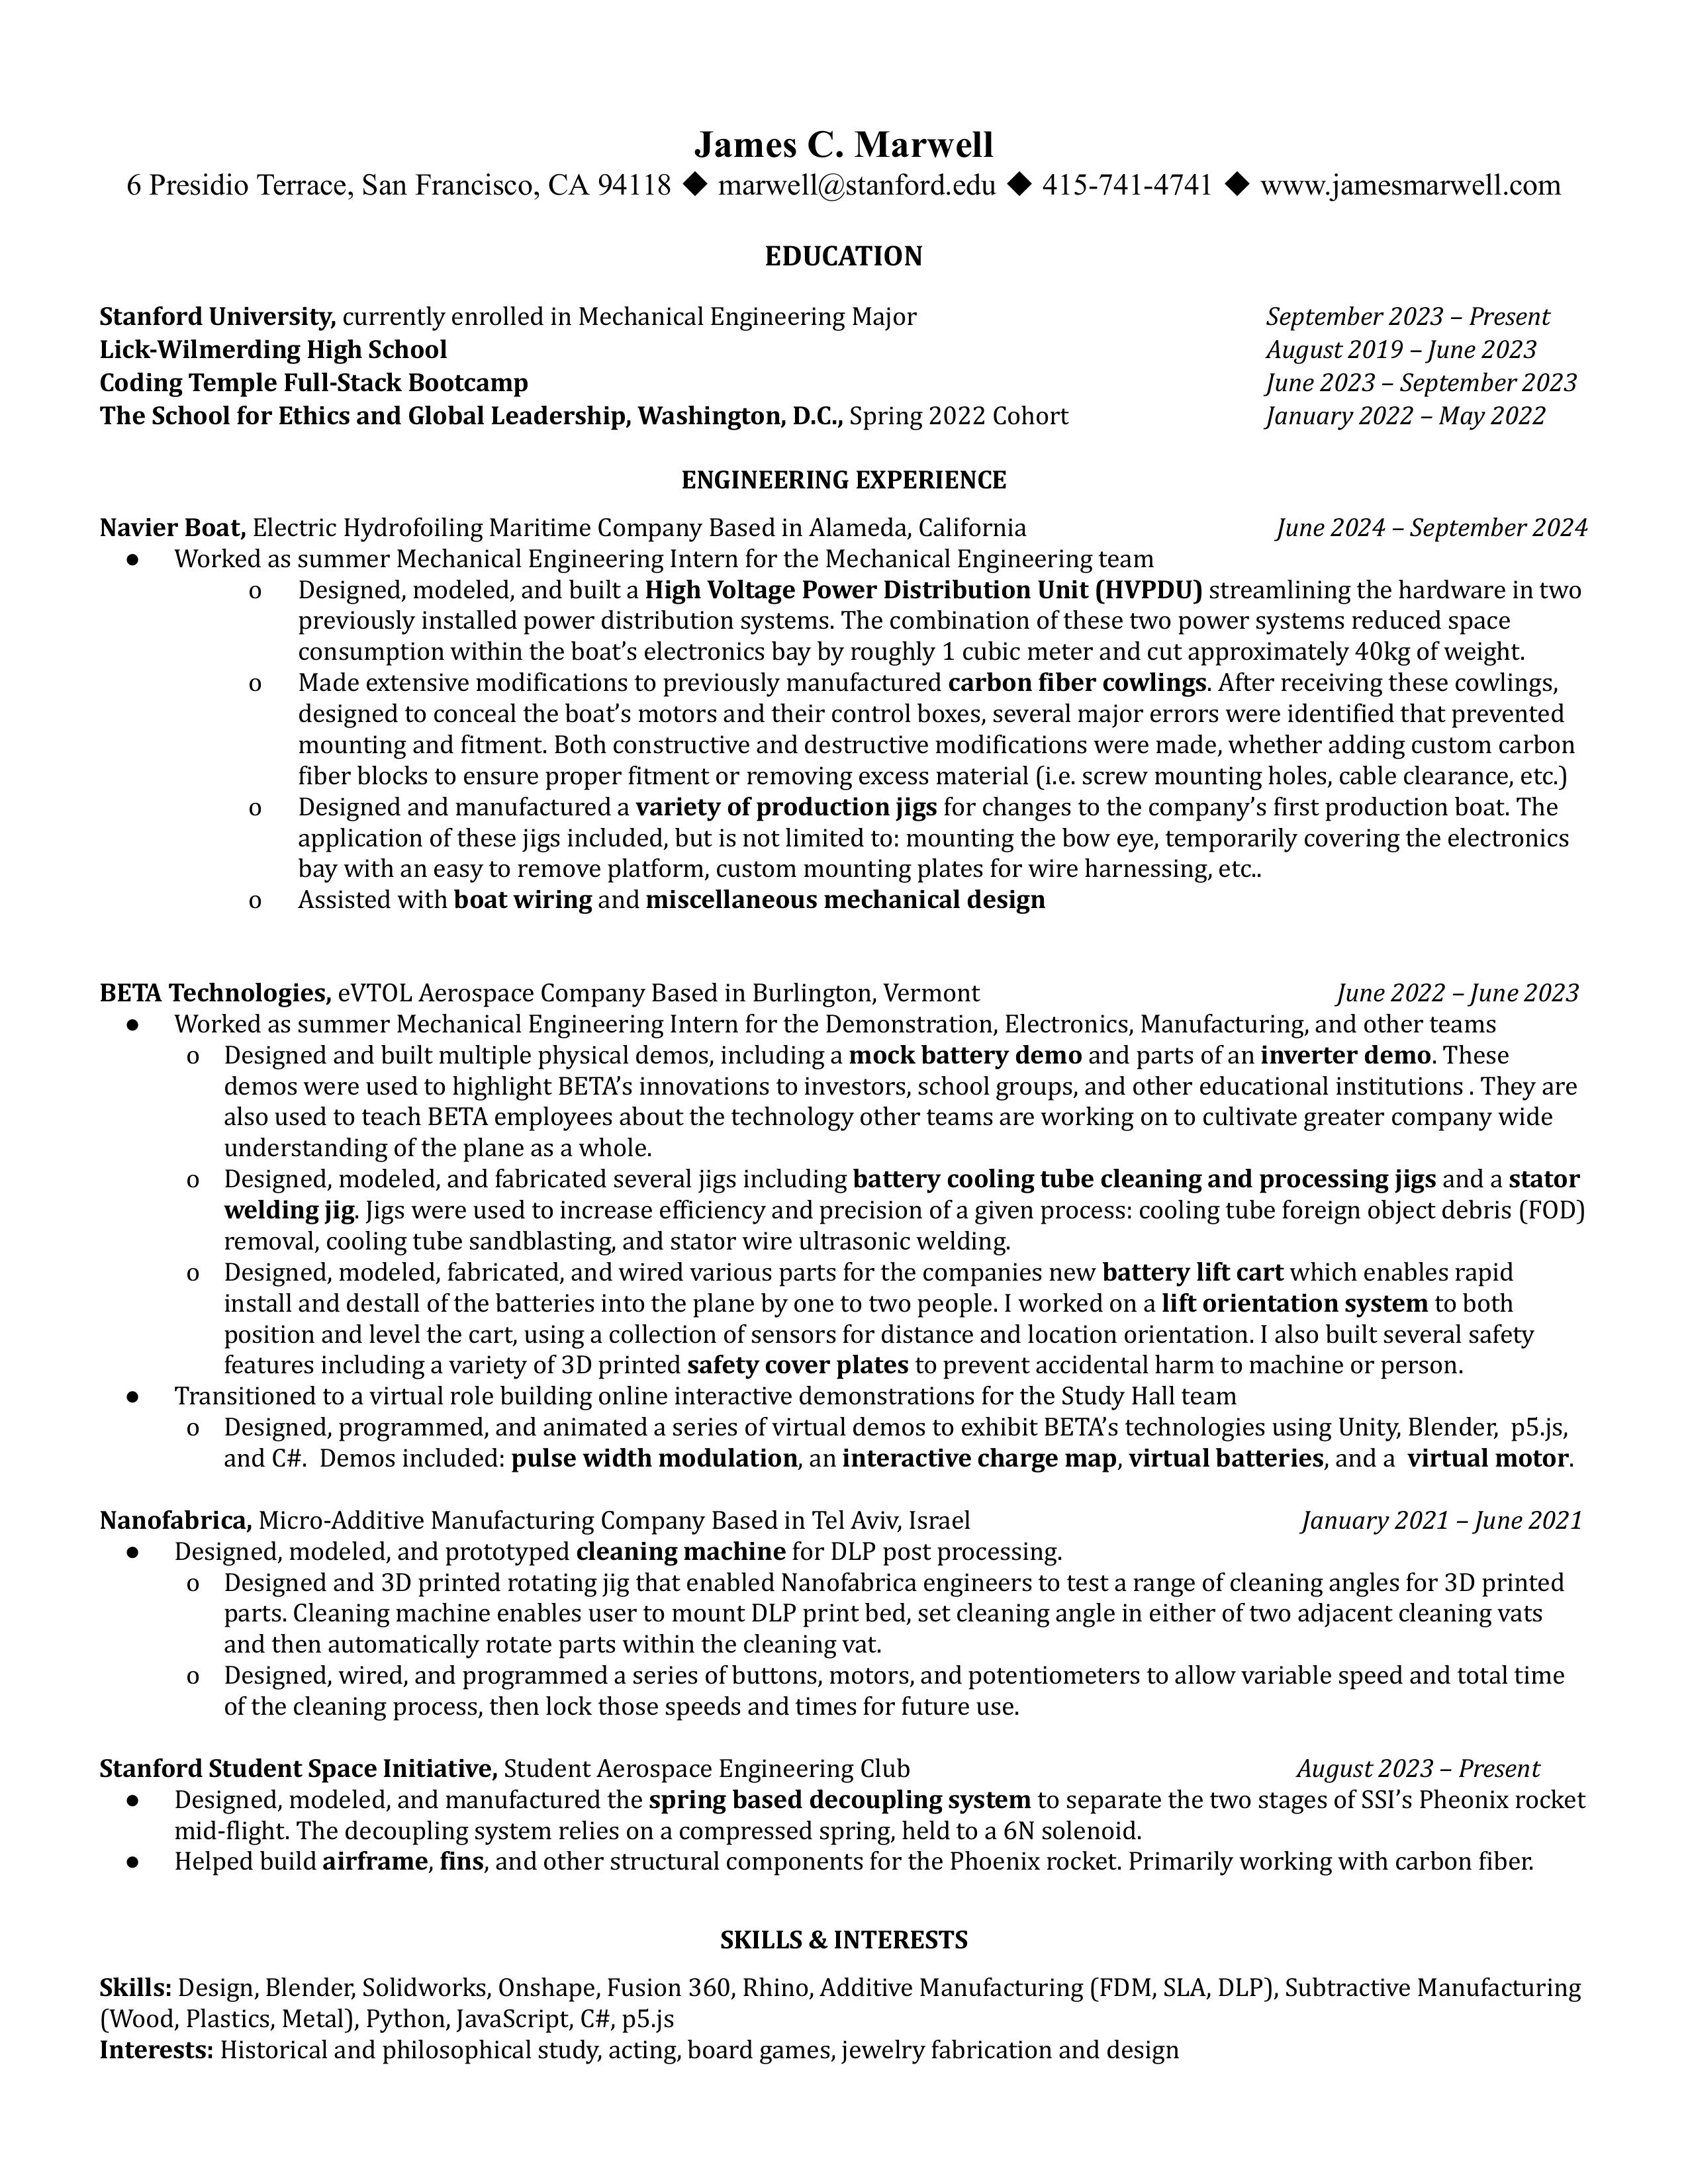 James C. Marwell
6 Presidio Terrace, San Francisco, CA 94118 ◆ marwell@stanford.edu ◆ 415-741-4741 ◆ www.jamesmarwell.com
EDUCATION
Stanford University, currently enrolled in Mechanical Engineering Major September 2023 – Present
Lick-Wilmerding High School August 2019 – June 2023
Coding Temple Full-Stack Bootcamp June 2023 – September 2023
The School for Ethics and Global Leadership, Washington, D.C., Spring 2022 Cohort January 2022 – May 2022
ENGINEERING EXPERIENCE
Navier Boat, Electric Hydrofoiling Maritime Company Based in Alameda, California June 2024 – September 2024
● Worked as summer Mechanical Engineering Intern for the Mechanical Engineering team
o Designed, modeled, and built a High Voltage Power Distribution Unit (HVPDU) streamlining the hardware in two
previously installed power distribution systems. The combination of these two power systems reduced space
consumption within the boat’s electronics bay by roughly 1 cubic meter and cut approximately 40kg of weight.
o Made extensive modifications to previously manufactured carbon fiber cowlings. After receiving these cowlings,
designed to conceal the boat’s motors and their control boxes, several major errors were identified that prevented
mounting and fitment. Both constructive and destructive modifications were made, whether adding custom carbon
fiber blocks to ensure proper fitment or removing excess material (i.e. screw mounting holes, cable clearance, etc.)
o Designed and manufactured a variety of production jigs for changes to the company’s first production boat. The
application of these jigs included, but is not limited to: mounting the bow eye, temporarily covering the electronics
bay with an easy to remove platform, custom mounting plates for wire harnessing, etc..
o Assisted with boat wiring and miscellaneous mechanical design
BETA Technologies, eVTOL Aerospace Company Based in Burlington, Vermont June 2022 – June 2023
● Worked as summer Mechanical Engineering Intern for the Demonstration, Electronics, Manufacturing, and other teams
o Designed and built multiple physical demos, including a mock battery demo and parts of an inverter demo. These
demos were used to highlight BETA’s innovations to investors, school groups, and other educational institutions . They are
also used to teach BETA employees about the technology other teams are working on to cultivate greater company wide
understanding of the plane as a whole.
o Designed, modeled, and fabricated several jigs including battery cooling tube cleaning and processing jigs and a stator
welding jig. Jigs were used to increase efficiency and precision of a given process: cooling tube foreign object debris (FOD)
removal, cooling tube sandblasting, and stator wire ultrasonic welding.
o Designed, modeled, fabricated, and wired various parts for the companies new battery lift cart which enables rapid
install and destall of the batteries into the plane by one to two people. I worked on a lift orientation system to both
position and level the cart, using a collection of sensors for distance and location orientation. I also built several safety
features including a variety of 3D printed safety cover plates to prevent accidental harm to machine or person.
● Transitioned to a virtual role building online interactive demonstrations for the Study Hall team
o Designed, programmed, and animated a series of virtual demos to exhibit BETA’s technologies using Unity, Blender, p5.js,
and C#. Demos included: pulse width modulation, an interactive charge map, virtual batteries, and a virtual motor.
Nanofabrica, Micro-Additive Manufacturing Company Based in Tel Aviv, Israel January 2021 – June 2021
● Designed, modeled, and prototyped cleaning machine for DLP post processing.
o Designed and 3D printed rotating jig that enabled Nanofabrica engineers to test a range of cleaning angles for 3D printed
parts. Cleaning machine enables user to mount DLP print bed, set cleaning angle in either of two adjacent cleaning vats
and then automatically rotate parts within the cleaning vat.
o Designed, wired, and programmed a series of buttons, motors, and potentiometers to allow variable speed and total time
of the cleaning process, then lock those speeds and times for future use.
Stanford Student Space Initiative, Student Aerospace Engineering Club August 2023 – Present
● Designed, modeled, and manufactured the spring based decoupling system to separate the two stages of SSI’s Pheonix rocket
mid-flight. The decoupling system relies on a compressed spring, held to a 6N solenoid.
● Helped build airframe, fins, and other structural components for the Phoenix rocket. Primarily working with carbon fiber.
SKILLS & INTERESTS
Skills: Design, Blender, Solidworks, Onshape, Fusion 360, Rhino, Additive Manufacturing (FDM, SLA, DLP), Subtractive Manufacturing
(Wood, Plastics, Metal), Python, JavaScript, C#, p5.js
Interests: Historical and philosophical study, acting, board games, jewelry fabrication and design